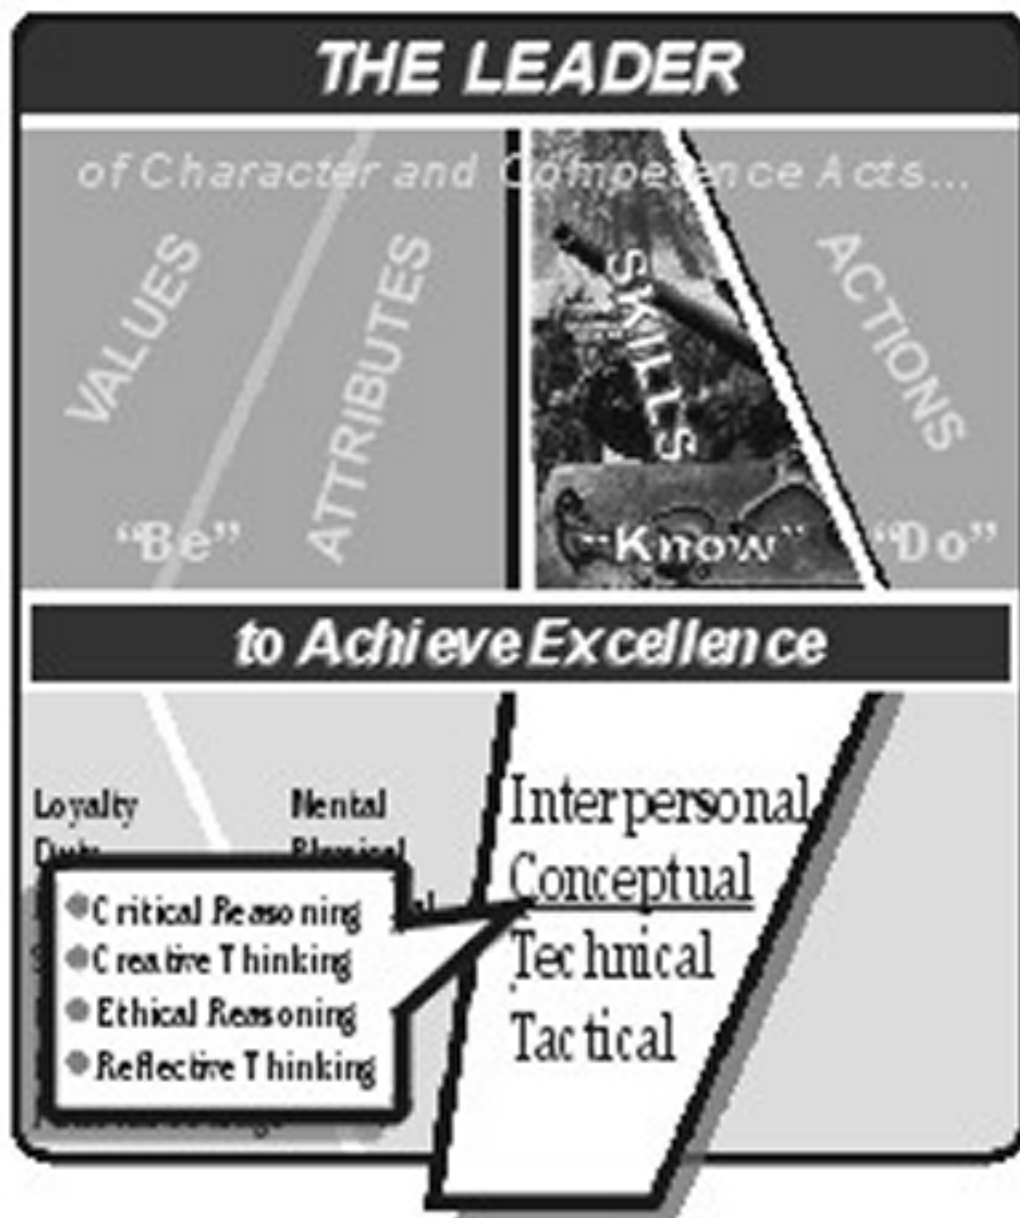 THE LEADER
of Character and Competence Acts...
VALUES
ATTRIBUTES
SKILLS
ACTIONS
“Be”
“Know”
“Do”
to Achieve Excellence
Loyalty
Mental
Interpersonal
Conceptual
Technical
Tactical
Critical Reasoning
Creative Thinking
Ethical Reasoning
Reflective Thinking